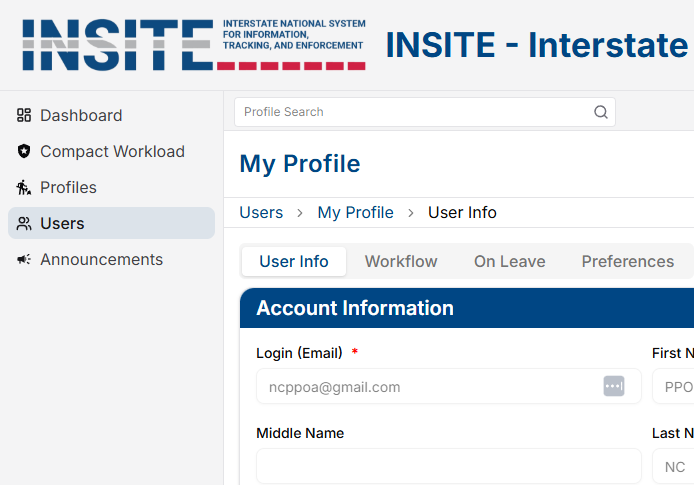 INSITE
INTERSTATE NATIONAL SYSTEM
FOR INFORMATION,
TRACKING, AND ENFORCEMENT
INSITE - Interstate
Dashboard
Compact Workload
Profiles
Users
Announcements
Profile Search
My Profile
Users > My Profile > User Info
User Info Workflow On Leave Preferences
Account Information
Login (Email) * First N
ncppoa@gmail.com PPO
Middle Name Last N
NC